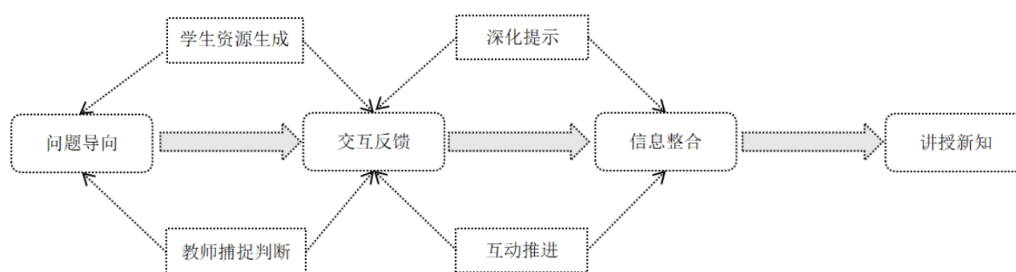 学生资源生成
深化提示
问题导向
交互反馈
信息整合
讲授新知
教师捕捉判断
互动推进